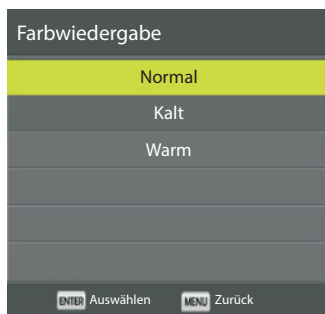 Farbwiedergabe
Normal
Kalt
Warm
ENTER Auswählen MENU Zurück